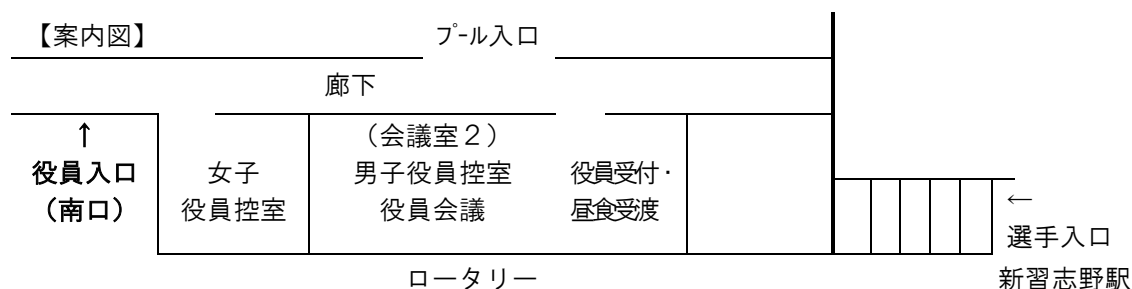 【案内図】
プール入口
廊下
↑
役員入口
（南口）
女子
役員控室
（会議室２）
男子役員控室
役員会議
役員受付・
昼食受渡
←
選手入口
新習志野駅
ロータリー